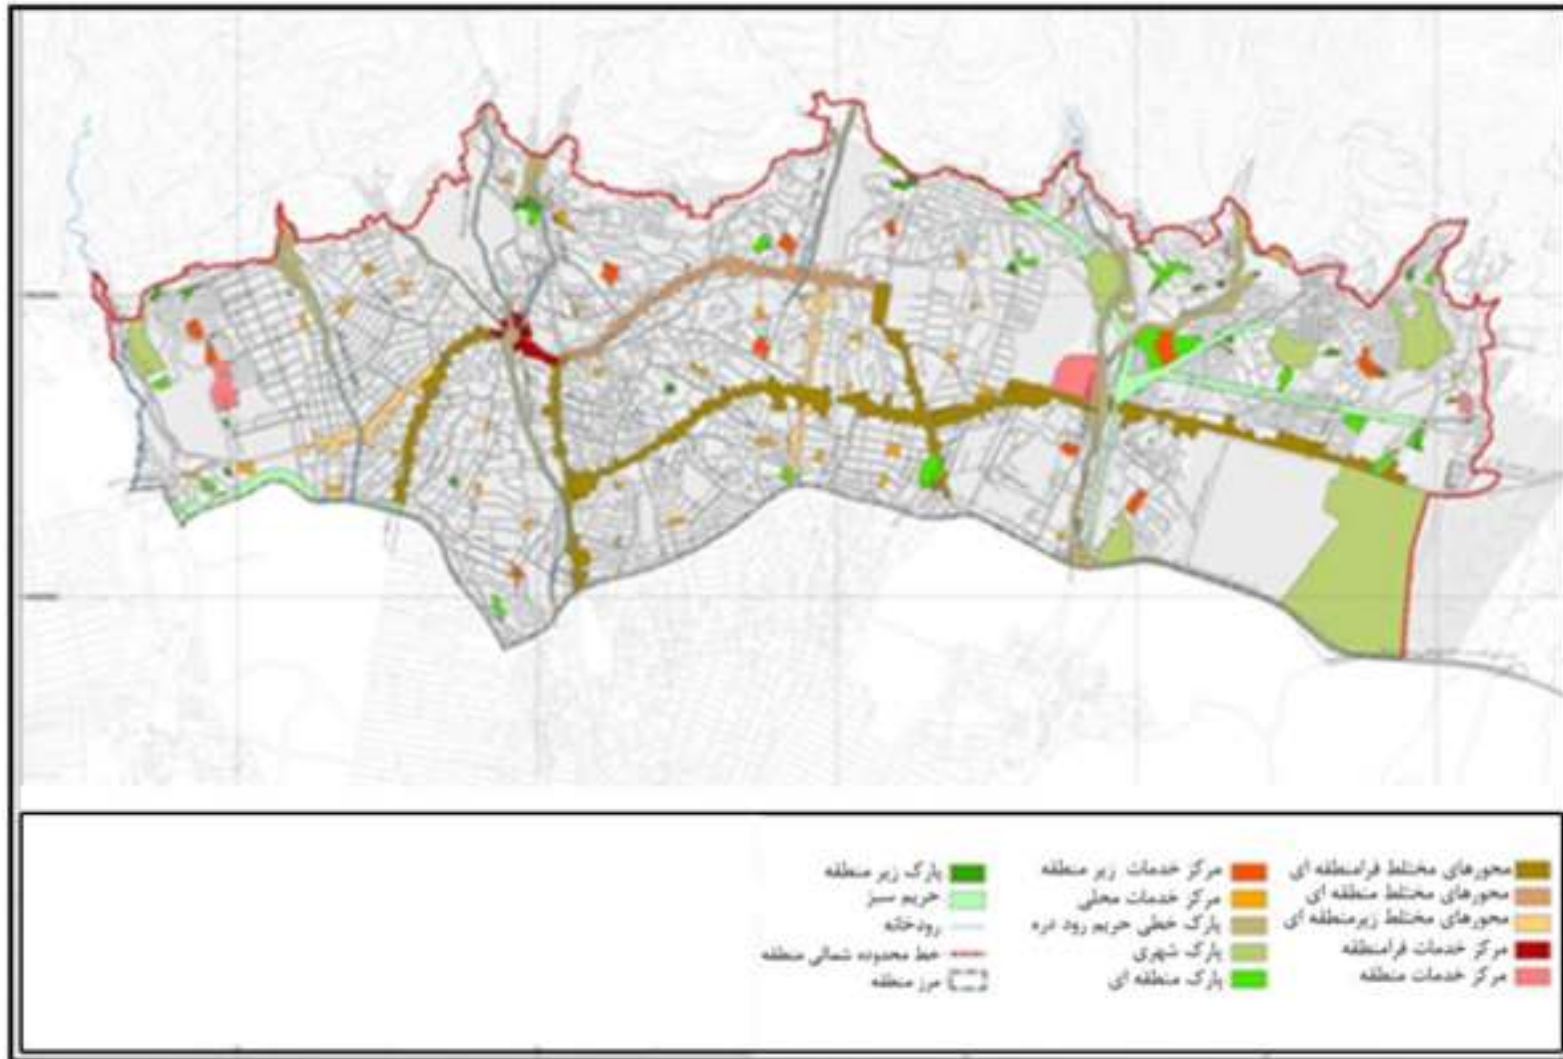 محورهای مختلط فرامنطقه ای
محورهای مختلط منطقه ای
محورهای مختلط زیرمنطقه ای
مرکز خدمات فرامنطقه
مرکز خدمات منطقه
مرکز خدمات زیر منطقه
مرکز خدمات محلی
پارک خطی حریم رود دره
پارک شهری
پارک منطقه ای
پارک زیر منطقه
حریم سبز
رودخانه
خط محدوده شمالی منطقه
مرز منطقه